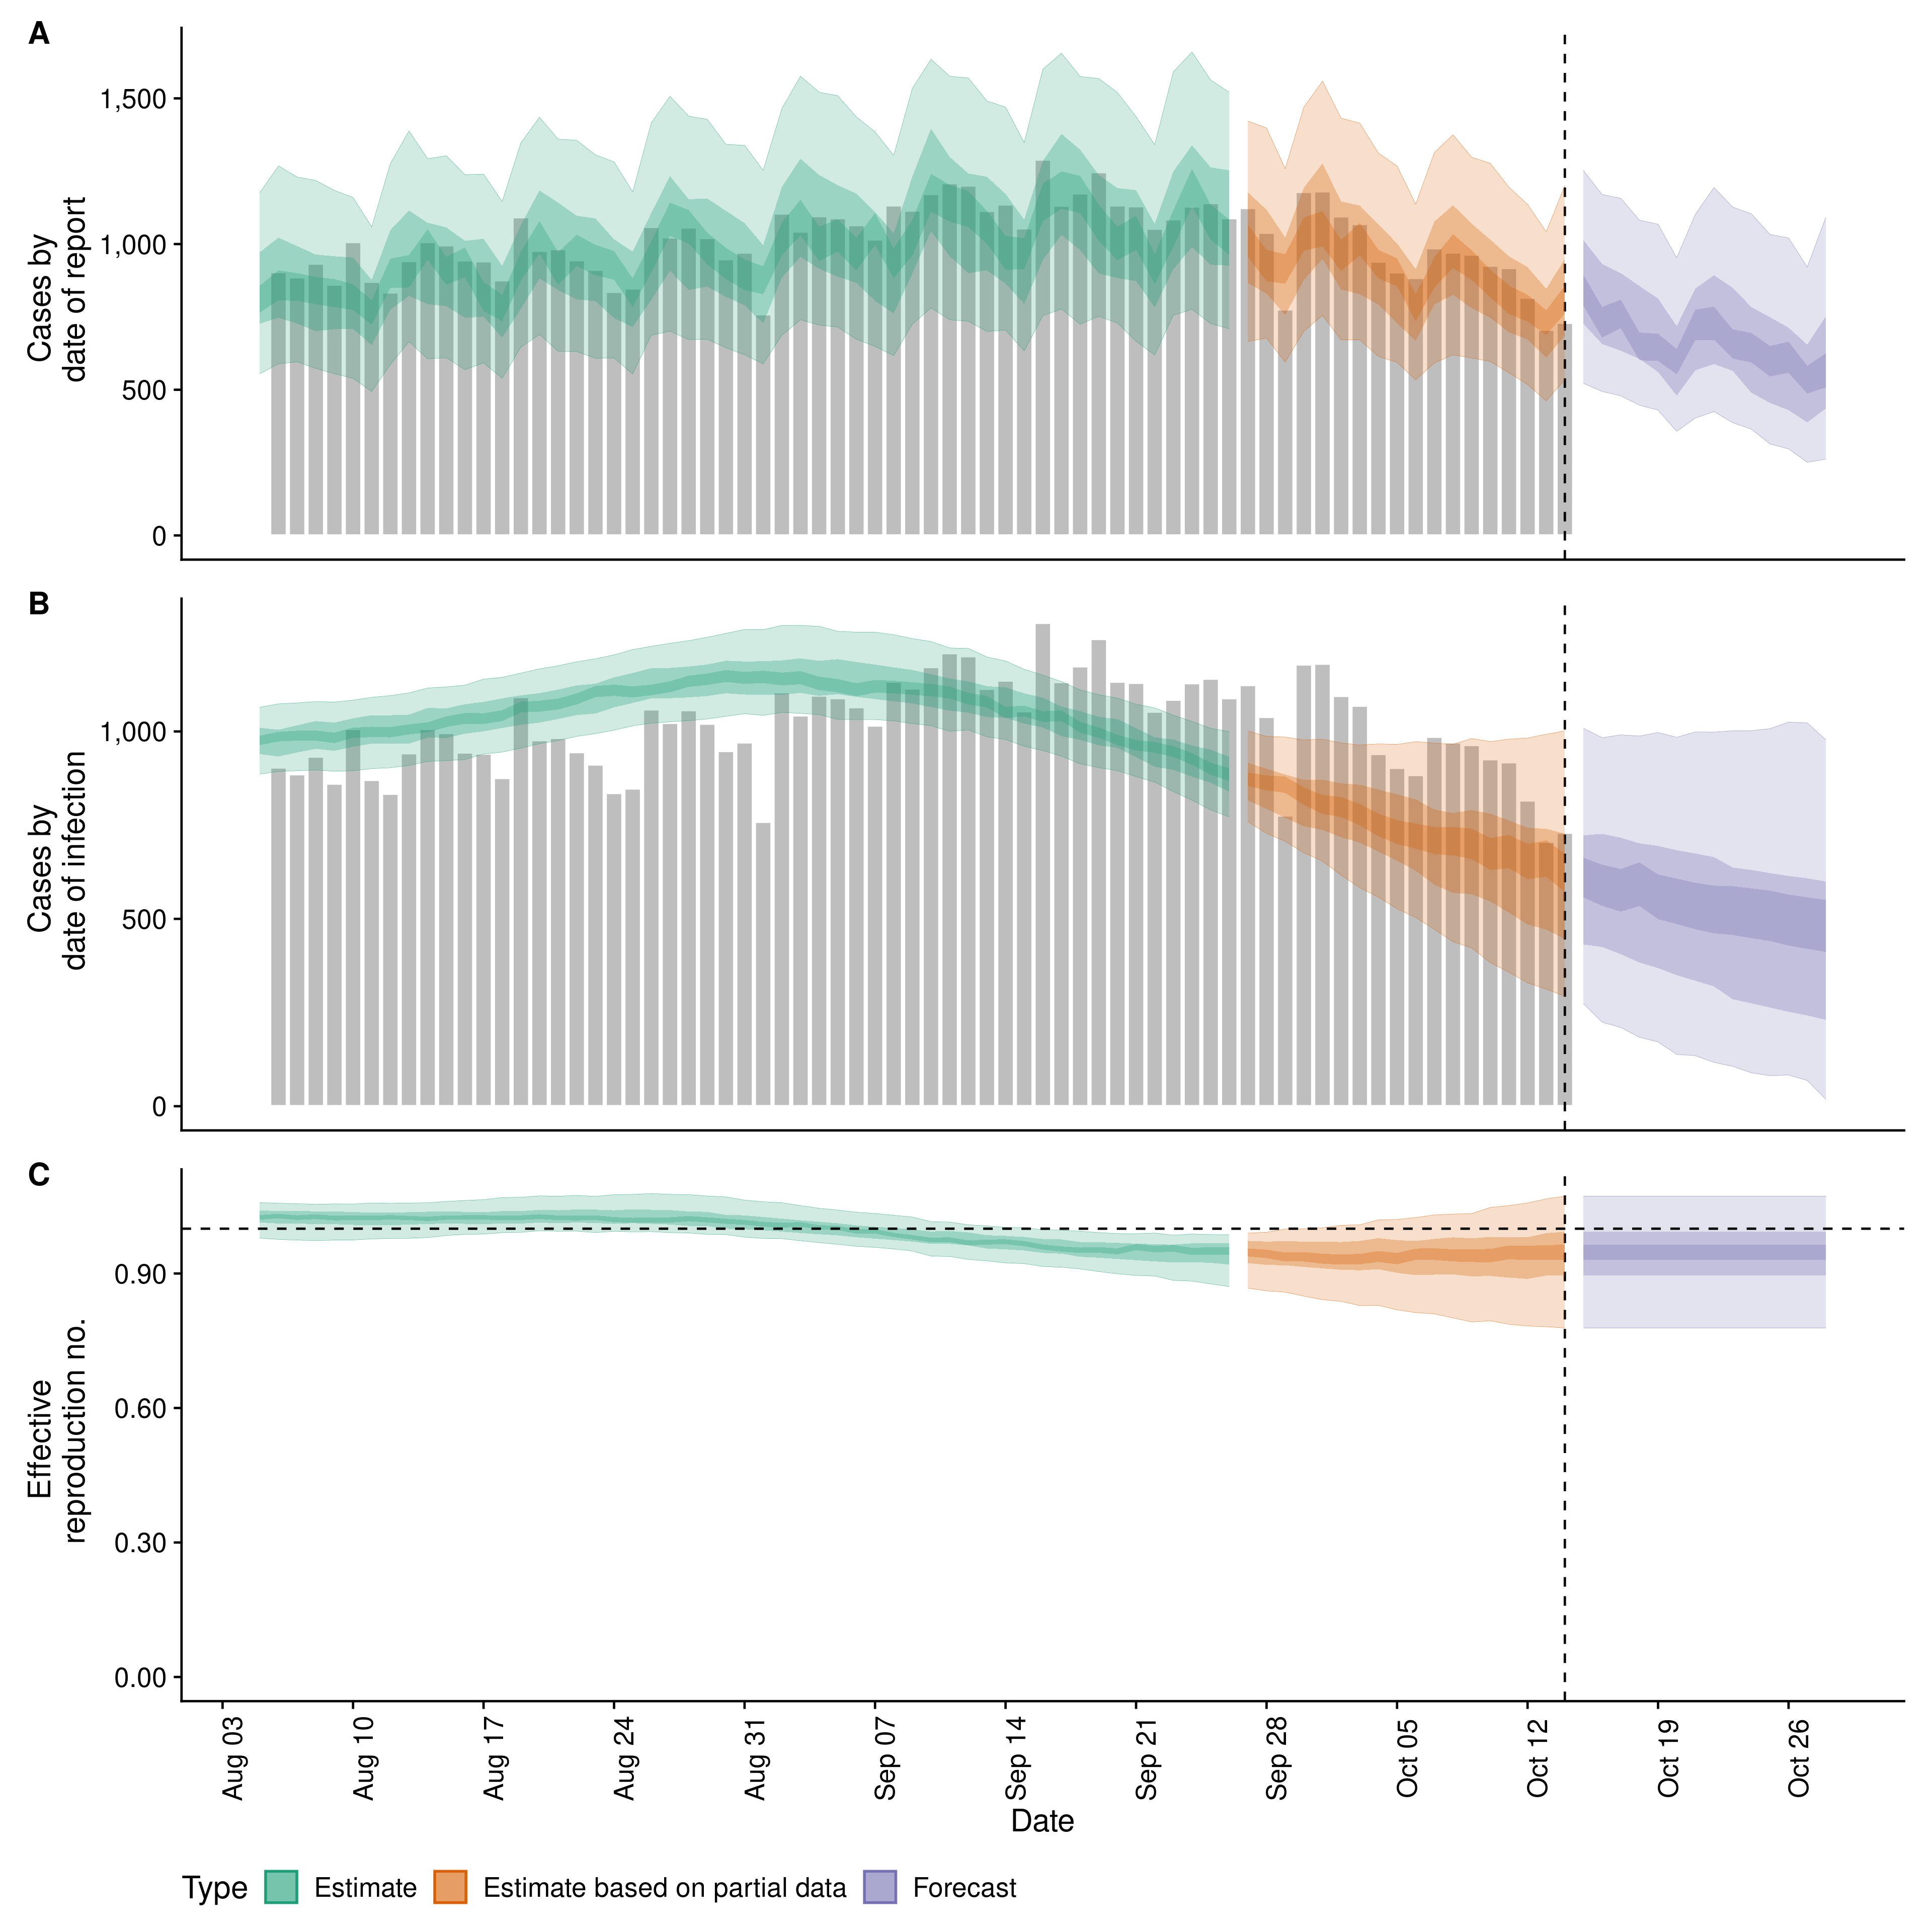 A
Cases by
date of report
1,500
1,000
500
0
B
Cases by
date of infection
1,000
500
0
C
Effective
reproduction no.
0.90
0.60
0.30
0.00
Aug 03
Aug 10
Aug 17
Aug 24
Aug 31
Sep 07
Sep 14
Sep 21
Sep 28
Oct 05
Oct 12
Oct 19
Oct 26
Date
Type Estimate Estimate based on partial data Forecast